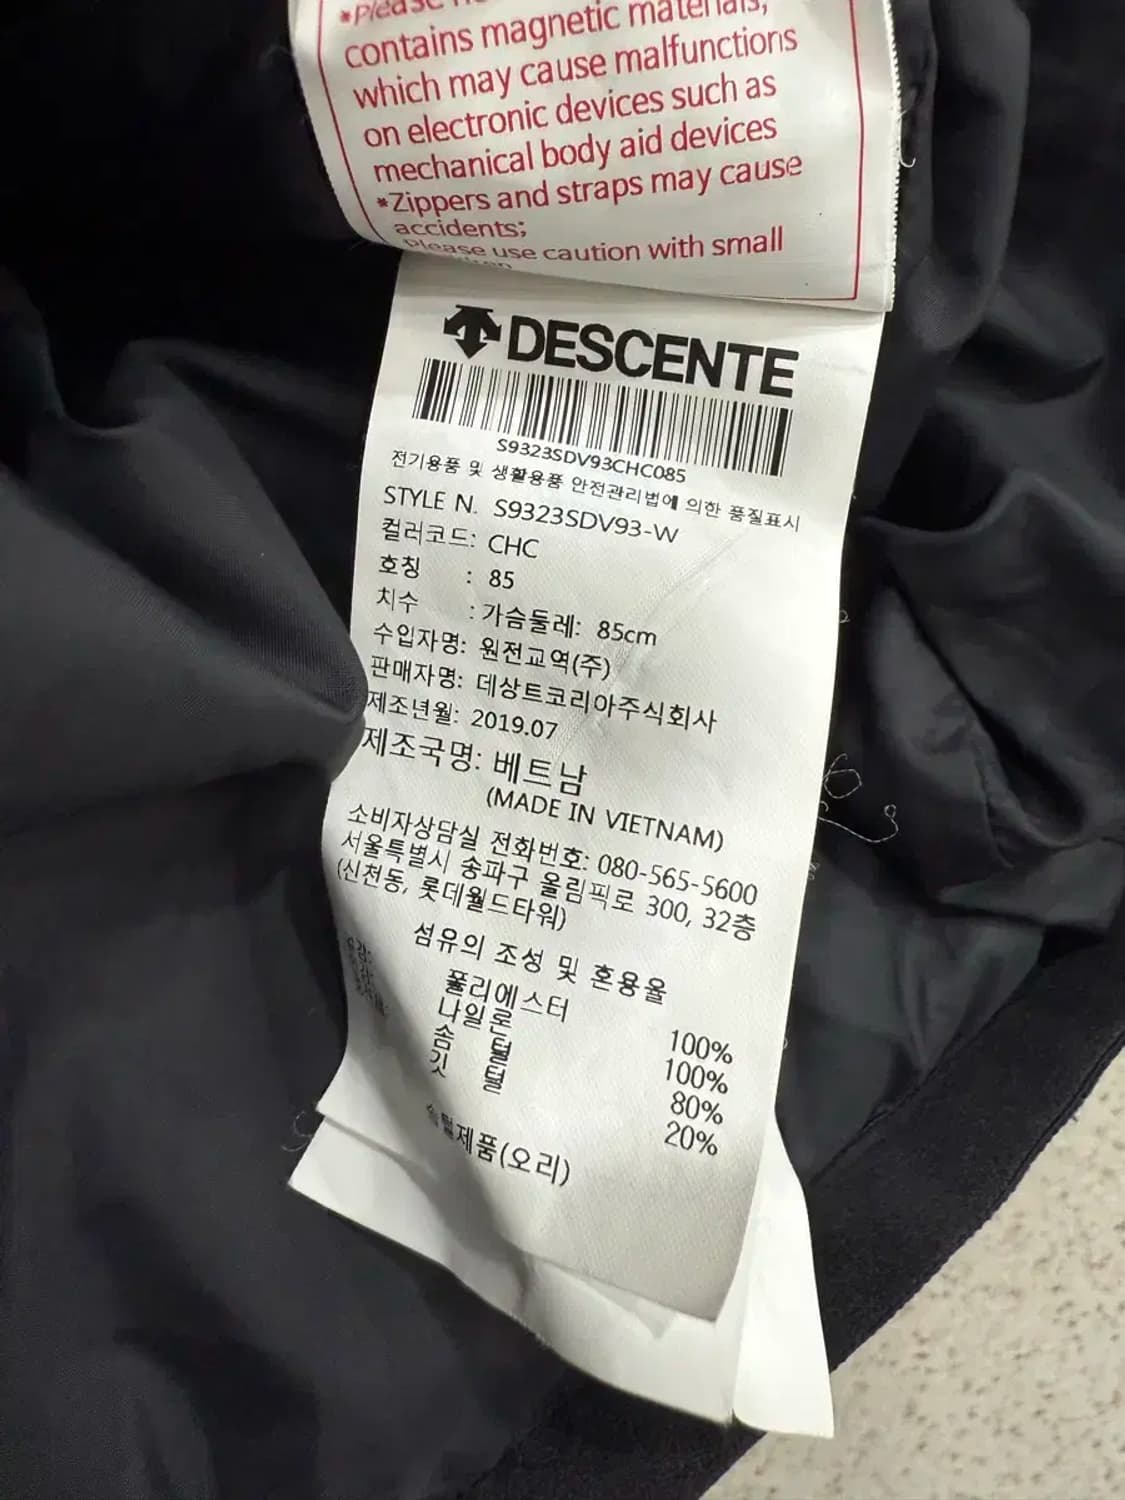 *Please
contains magnetic materials,
which may cause malfunctions
on electronic devices such as
mechanical body aid devices
*Zippers and straps may cause
accidents;
Please use caution with small
DESCENTE
S9323SDV93CHC085
전기용품 및 생활용품 안전관리법에 의한 품질표시
STYLE N. S9323SDV93-W
컬러코드: CHC
호칭 : 85
치수 : 가슴둘레: 85cm
수입자명: 원전교역(주)
판매자명: 데상트코리아주식회사
제조년월: 2019.07
제조국명: 베트남
(MADE IN VIETNAM)
소비자상담실 전화번호: 080-565-5600
서울특별시 송파구 올림픽로 300, 32층
(신천동, 롯데월드타워)
섬유의 조성 및 혼용율
폴리에스터 100%
나일론 100%
솜 털 80%
깃 털 20%
솜털제품(오리)